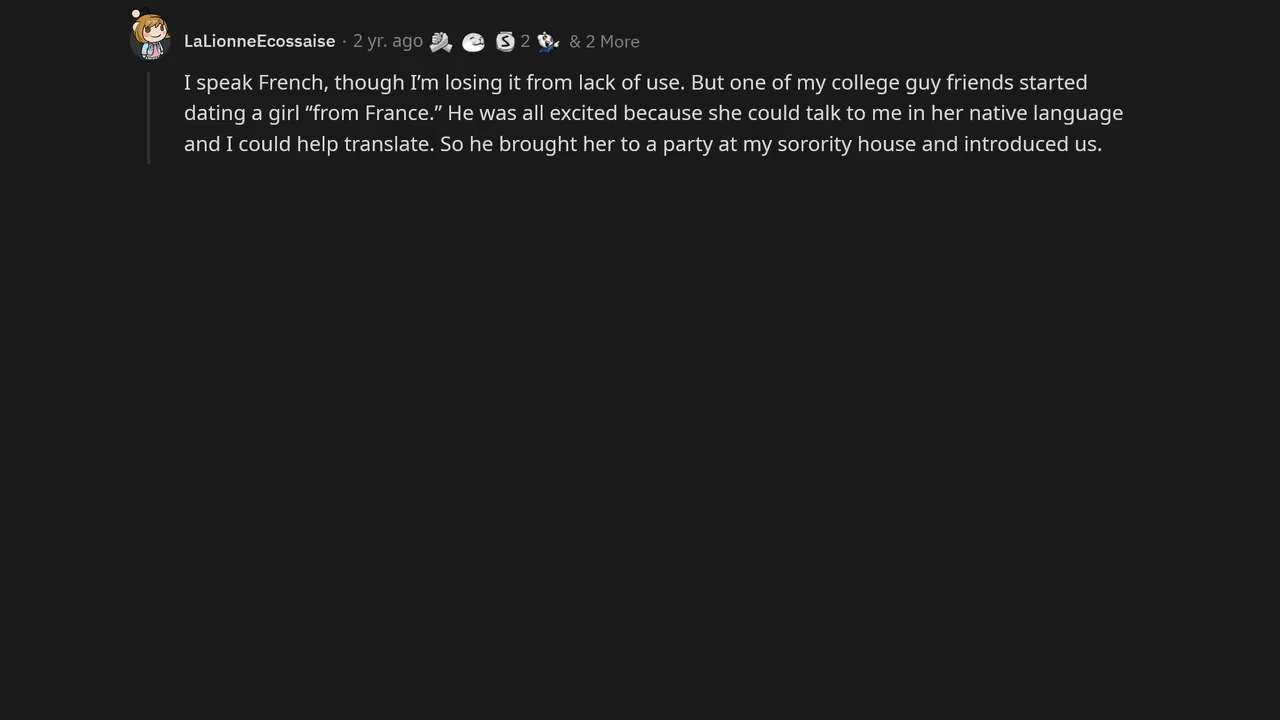 LaLionneEcossaise · 2 yr. ago 2 & 2 More
I speak French, though I’m losing it from lack of use. But one of my college guy friends started
dating a girl “from France.” He was all excited because she could talk to me in her native language
and I could help translate. So he brought her to a party at my sorority house and introduced us.